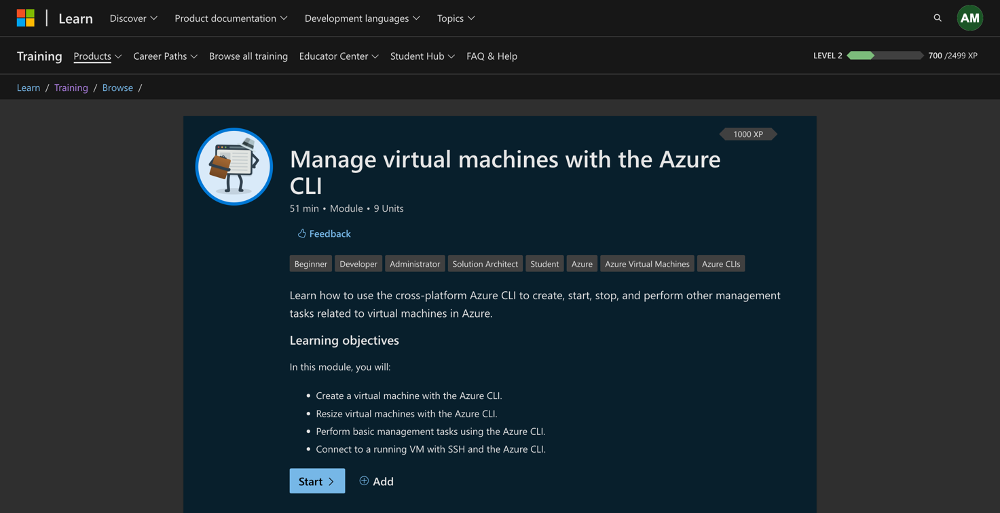 Learn Discover Product documentation Development languages Topics AM
Training Products Career Paths Browse all training Educator Center Student Hub FAQ & Help LEVEL 2 700 /2499 XP
Learn / Training / Browse /
1000 XP
Manage virtual machines with the Azure
CLI
51 min • Module • 9 Units
Feedback
Beginner Developer Administrator Solution Architect Student Azure Azure Virtual Machines Azure CLIs
Learn how to use the cross-platform Azure CLI to create, start, stop, and perform other management
tasks related to virtual machines in Azure.
Learning objectives
In this module, you will:
• Create a virtual machine with the Azure CLI.
• Resize virtual machines with the Azure CLI.
• Perform basic management tasks using the Azure CLI.
• Connect to a running VM with SSH and the Azure CLI.
Start Add